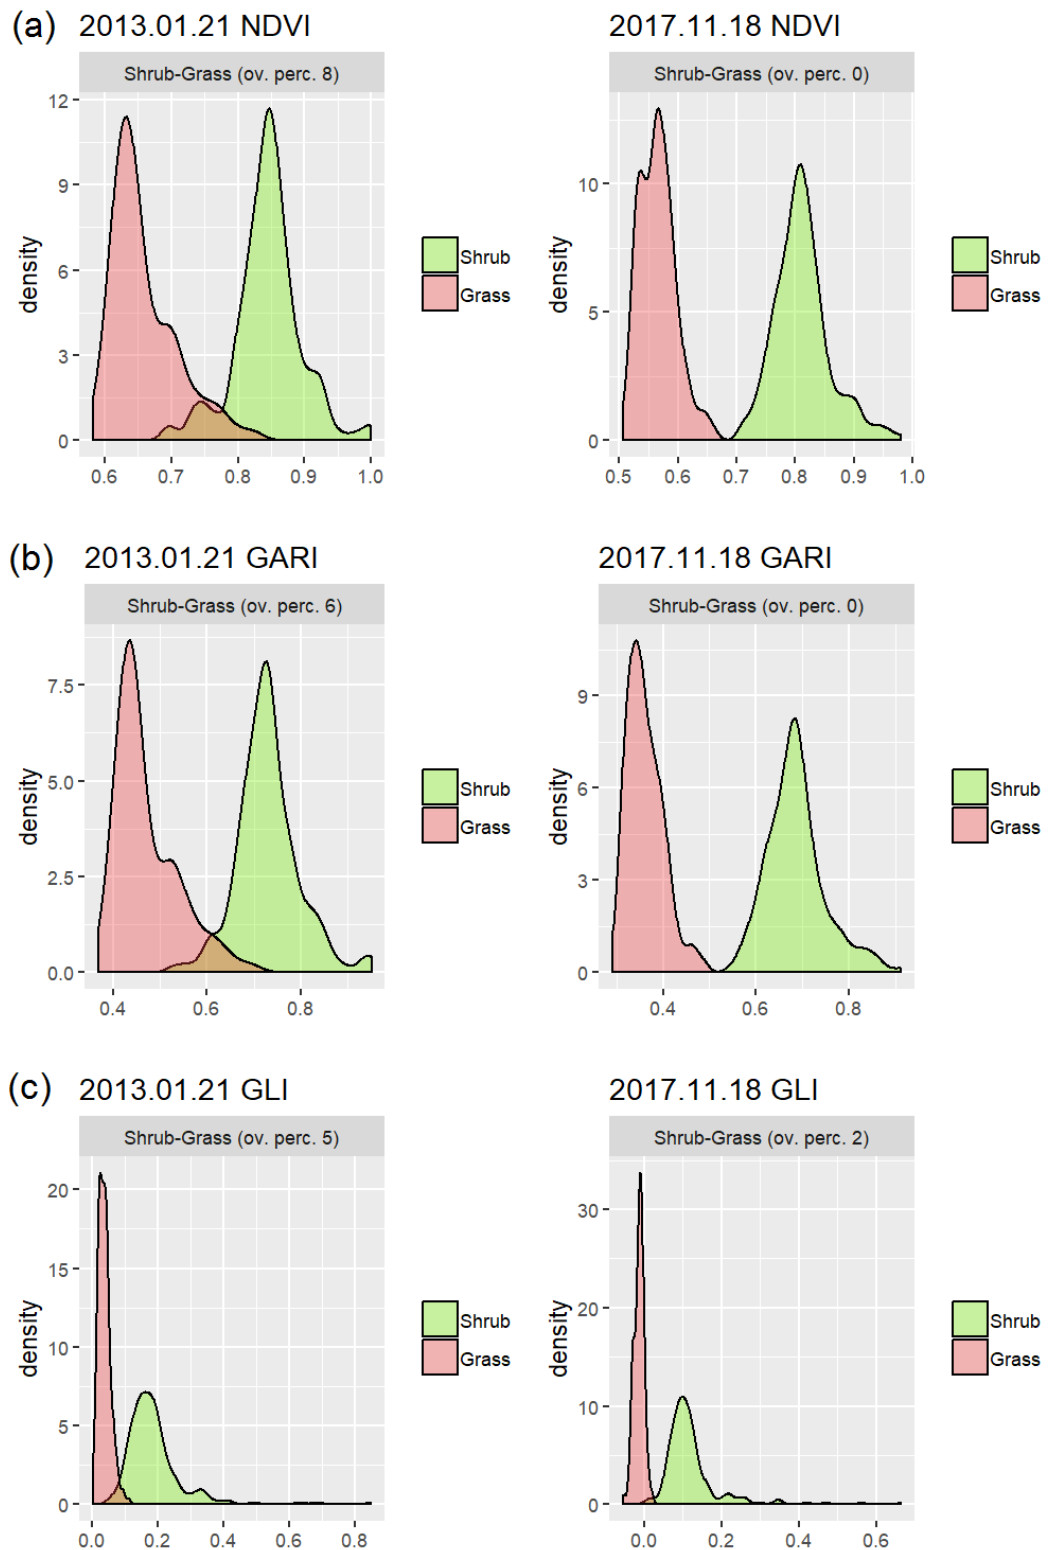 (a) 2013.01.21 NDVI 2017.11.18 NDVI
Shrub-Grass (ov. perc. 8) Shrub-Grass (ov. perc. 0)
12
9
6
3
0
density
0.6 0.7 0.8 0.9 1.0
Shrub
Grass
10
5
0
density
0.5 0.6 0.7 0.8 0.9 1.0
Shrub
Grass
(b) 2013.01.21 GARI 2017.11.18 GARI
Shrub-Grass (ov. perc. 6) Shrub-Grass (ov. perc. 0)
7.5
5.0
2.5
0.0
density
0.4 0.6 0.8
Shrub
Grass
9
6
3
0
density
0.4 0.6 0.8
Shrub
Grass
(c) 2013.01.21 GLI 2017.11.18 GLI
Shrub-Grass (ov. perc. 5) Shrub-Grass (ov. perc. 2)
20
15
10
5
0
density
0.0 0.2 0.4 0.6 0.8
Shrub
Grass
30
20
10
0
density
0.0 0.2 0.4 0.6
Shrub
Grass